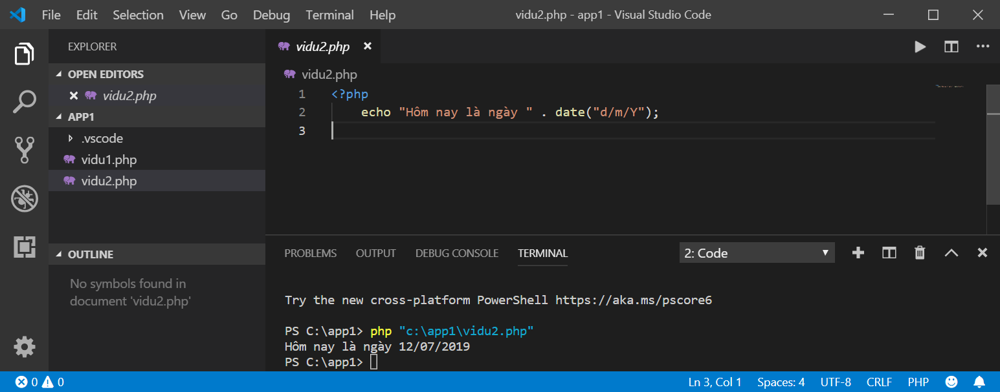 File Edit Selection View Go Debug Terminal Help vidu2.php - app1 - Visual Studio Code
EXPLORER
OPEN EDITORS
vidu2.php
APP1
.vscode
vidu1.php
vidu2.php
OUTLINE
No symbols found in
document 'vidu2.php'
vidu2.php
vidu2.php
1 <?php
2 echo "Hôm nay là ngày " . date("d/m/Y");
3
PROBLEMS OUTPUT DEBUG CONSOLE TERMINAL 2: Code
Try the new cross-platform PowerShell https://aka.ms/pscore6
PS C:\app1> php "c:\app1\vidu2.php"
Hôm nay là ngày 12/07/2019
PS C:\app1>
0 0 Ln 3, Col 1 Spaces: 4 UTF-8 CRLF PHP